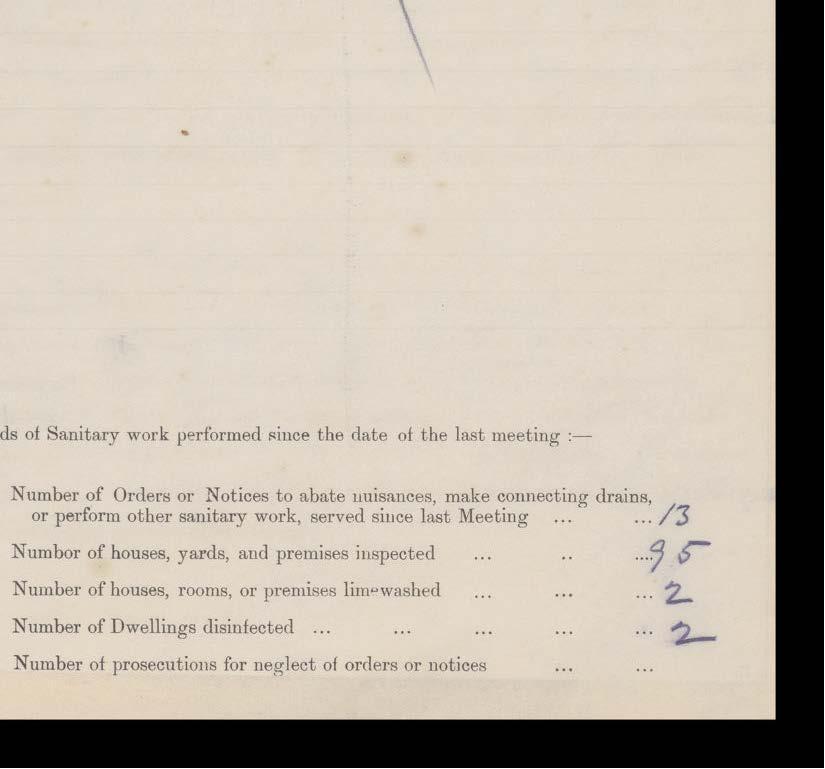 ds of Sanitary work performed since the date of the last meeting :—
Number of Orders or Notices to abate nuisances, make connecting drains,
or perform other sanitary work, served since last Meeting ... ... 13
Numbor of houses, yards, and premises inspected ... .. .... 95
Number of houses, rooms, or premises limewashed ... ... ... 2
Number of Dwellings disinfected ... ... ... ... ... 2
Number of prosecutions for neglect of orders or notices ... ...